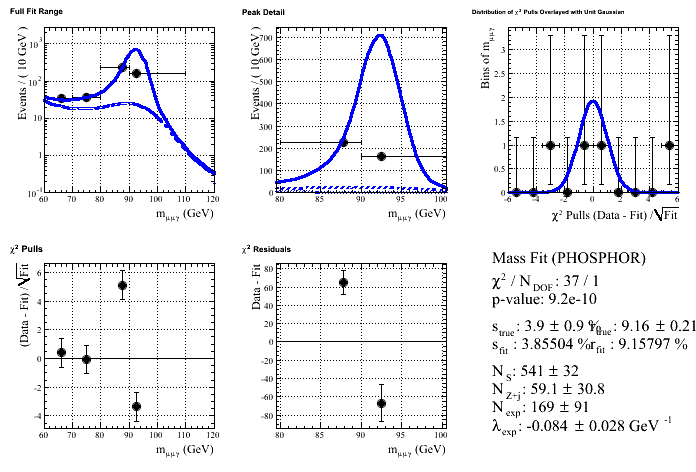 Full Fit Range
Peak Detail
Distribution of χ² Pulls Overlayed with Unit Gaussian
Events / ( 10 GeV )
10³
10²
10
1
10⁻¹
60 70 80 90 100 110 120
m_μμγ (GeV)
Events / ( 10 GeV )
700
600
500
400
300
200
100
80 85 90 95 100
m_μμγ (GeV)
Bins of m_μμγ
3
2.5
2
1.5
1
0.5
0
-6 -4 -2 0 2 4 6
χ² Pulls (Data - Fit) /√Fit
χ² Pulls
χ² Residuals
(Data - Fit) /√Fit
6
4
2
0
-2
-4
60 70 80 90 100 110 120
m_μμγ (GeV)
Data - Fit
80
60
40
20
0
-20
-40
-60
-80
80 85 90 95 100
m_μμγ (GeV)
Mass Fit (PHOSPHOR)
χ² / N_DOF : 37 / 1
p-value: 9.2e-10
s_true : 3.9 ± 0.9 % r_true : 9.16 ± 0.21
s_fit : 3.85504 % r_fit : 9.15797 %
N_S : 541 ± 32
N_Z+j : 59.1 ± 30.8
N_exp : 169 ± 91
λ_exp : -0.084 ± 0.028 GeV⁻¹